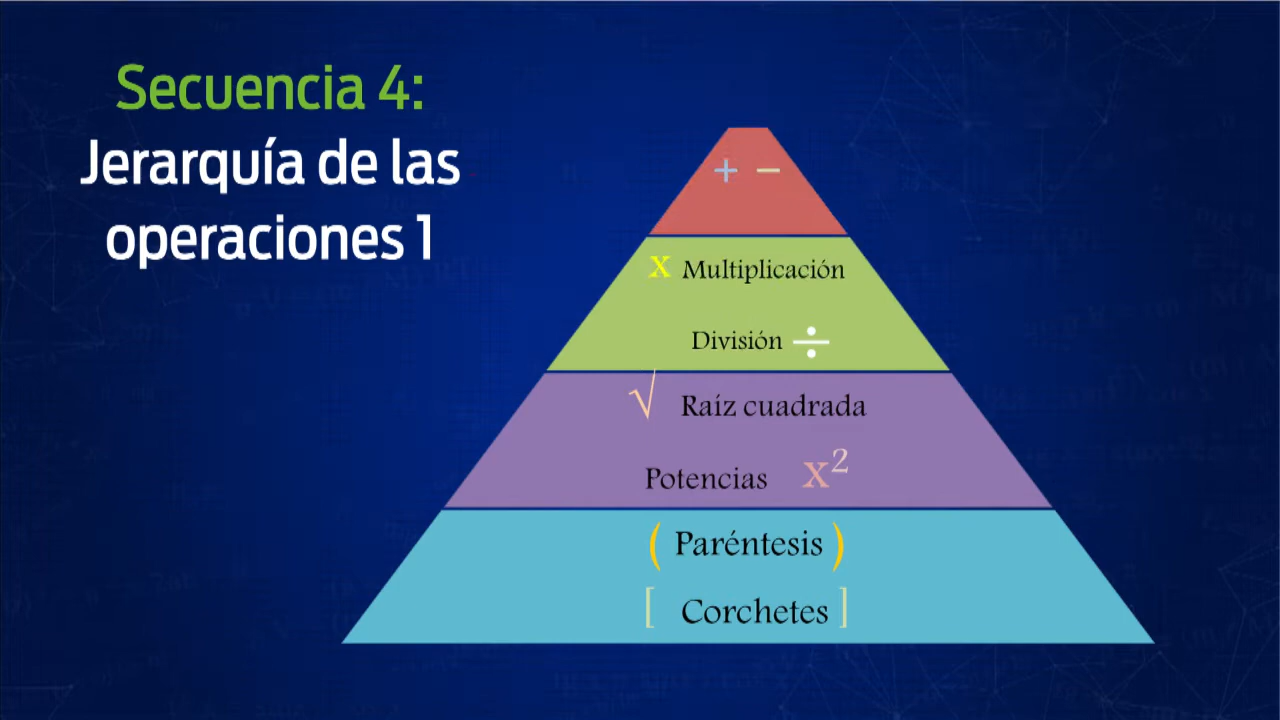 Secuencia 4:
Jerarquía de las
operaciones 1
+ −
x Multiplicación
División ÷
√ Raíz cuadrada
Potencias x²
( Paréntesis )
[ Corchetes ]